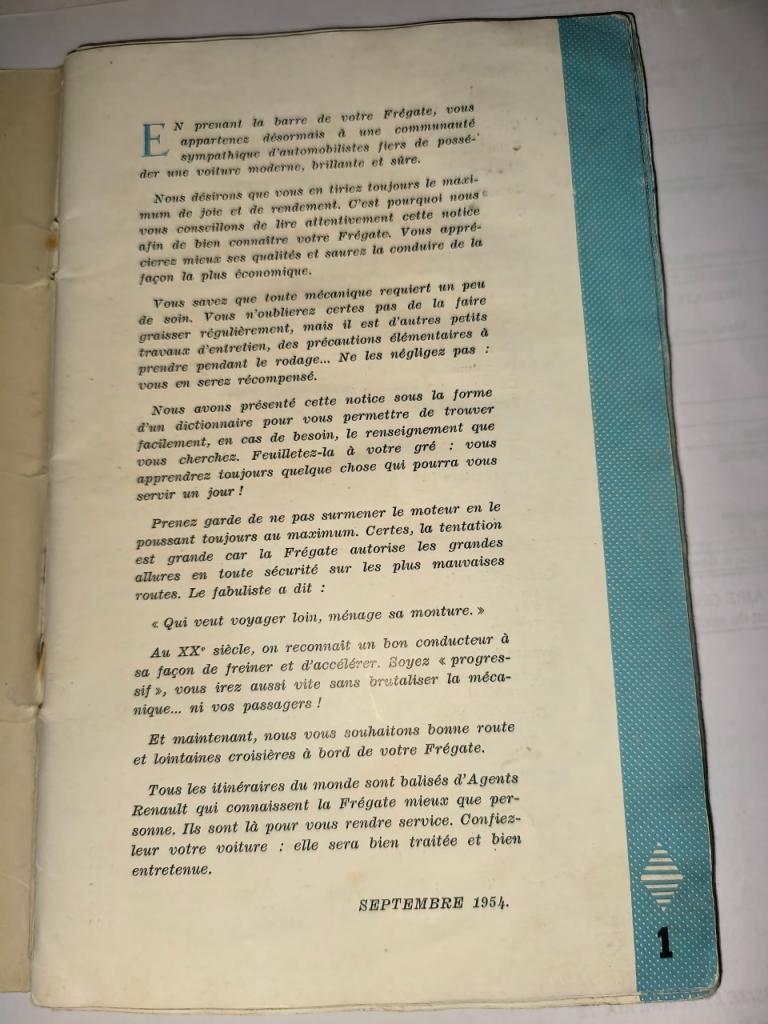 EN prenant la barre de votre Frégate, vous
appartenez désormais à une communauté
sympathique d'automobilistes fiers de possé-
der une voiture moderne, brillante et sûre.
Nous désirons que vous en tiriez toujours le maxi-
mum de joie et de rendement. C'est pourquoi nous
vous conseillons de lire attentivement cette notice
afin de bien connaître votre Frégate. Vous appré-
cierez mieux ses qualités et saurez la conduire de la
façon la plus économique.
Vous savez que toute mécanique requiert un peu
de soin. Vous n'oublierez certes pas de la faire
graisser régulièrement, mais il est d'autres petits
travaux d'entretien, des précautions élémentaires à
prendre pendant le rodage... Ne les négligez pas :
vous en serez récompensé.
Nous avons présenté cette notice sous la forme
d'un dictionnaire pour vous permettre de trouver
facilement, en cas de besoin, le renseignement que
vous cherchez. Feuilletez-la à votre gré : vous
apprendrez toujours quelque chose qui pourra vous
servir un jour !
Prenez garde de ne pas surmener le moteur en le
poussant toujours au maximum. Certes, la tentation
est grande car la Frégate autorise les grandes
allures en toute sécurité sur les plus mauvaises
routes. Le fabuliste a dit :
« Qui veut voyager loin, ménage sa monture. »
Au XXe siècle, on reconnait un bon conducteur à
sa façon de freiner et d'accélérer. Soyez « progres-
sif », vous irez aussi vite sans brutaliser la méca-
nique... ni vos passagers !
Et maintenant, nous vous souhaitons bonne route
et lointaines croisières à bord de votre Frégate.
Tous les itinéraires du monde sont balisés d'Agents
Renault qui connaissent la Frégate mieux que per-
sonne. Ils sont là pour vous rendre service. Confiez-
leur votre voiture : elle sera bien traitée et bien
entretenue.
SEPTEMBRE 1954.
1